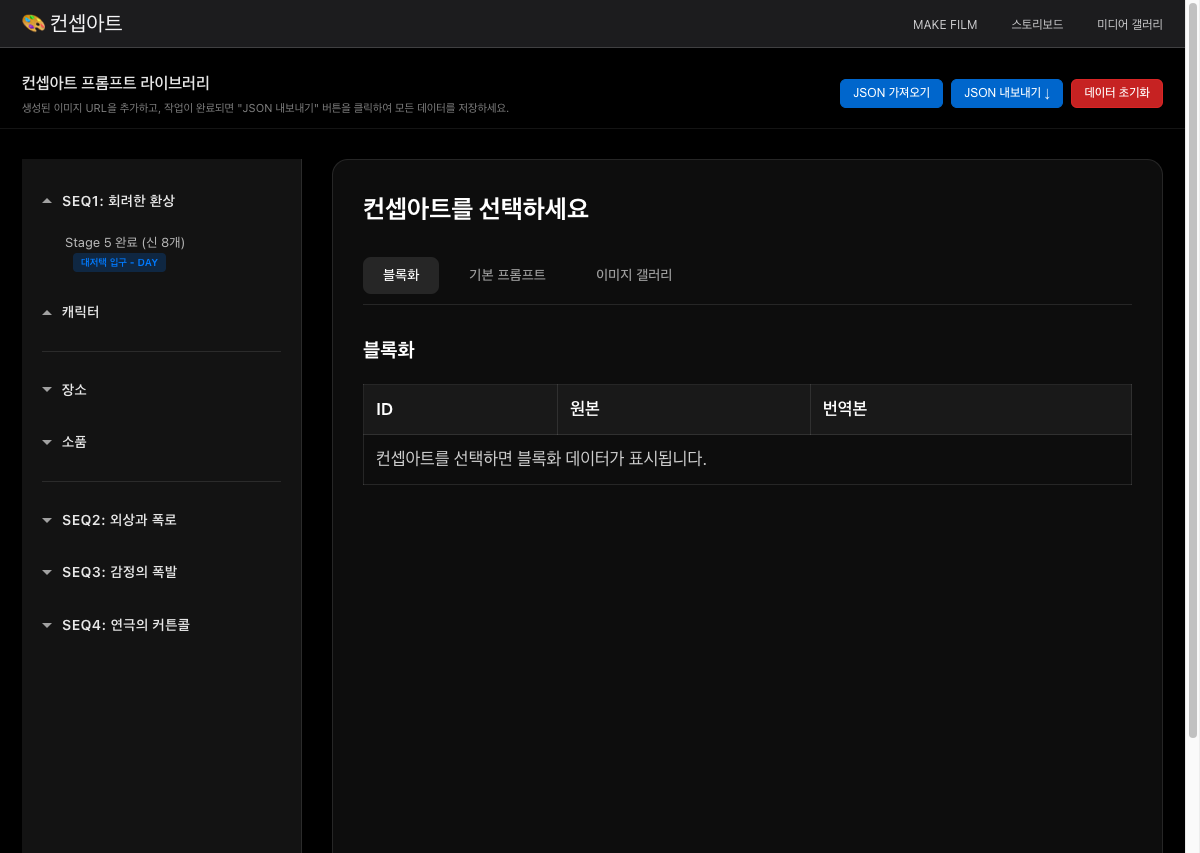 🎨 컨셉아트
MAKE FILM
스토리보드
미디어 갤러리
컨셉아트 프롬프트 라이브러리
생성된 이미지 URL을 추가하고, 작업이 완료되면 "JSON 내보내기" 버튼을 클릭하여 모든 데이터를 저장하세요.
JSON 가져오기
JSON 내보내기 ↓
데이터 초기화
SEQ1: 회려한 환상
Stage 5 완료 (신 8개)
대저택 입구 - DAY
캐릭터
장소
소품
SEQ2: 외상과 폭로
SEQ3: 감정의 폭발
SEQ4: 연극의 커튼콜
컨셉아트를 선택하세요
블록화
기본 프롬프트
이미지 갤러리
블록화
ID
원본
번역본
컨셉아트를 선택하면 블록화 데이터가 표시됩니다.